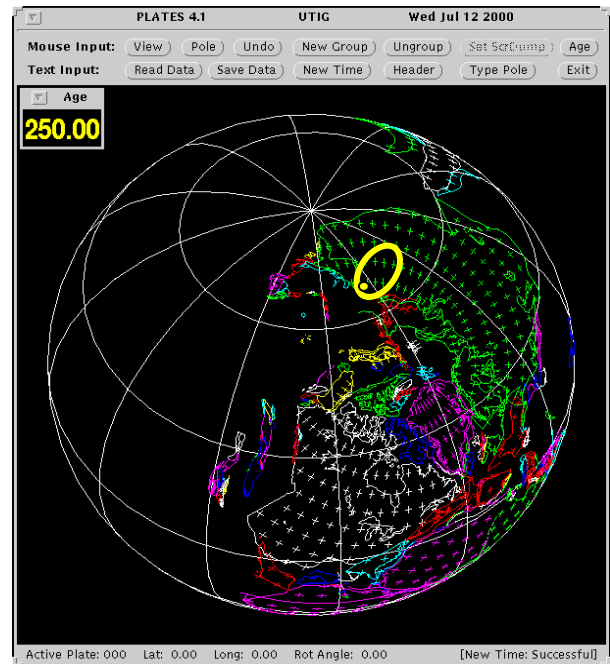 PLATES 4.1 UTIG Wed Jul 12 2000
Mouse Input: View Pole Undo New Group Ungroup Set ScrDump Age
Text Input: Read Data Save Data New Time Header Type Pole Exit
Age
250.00
Active Plate: 000 Lat: 0.00 Long: 0.00 Rot Angle: 0.00 [New Time: Successful]